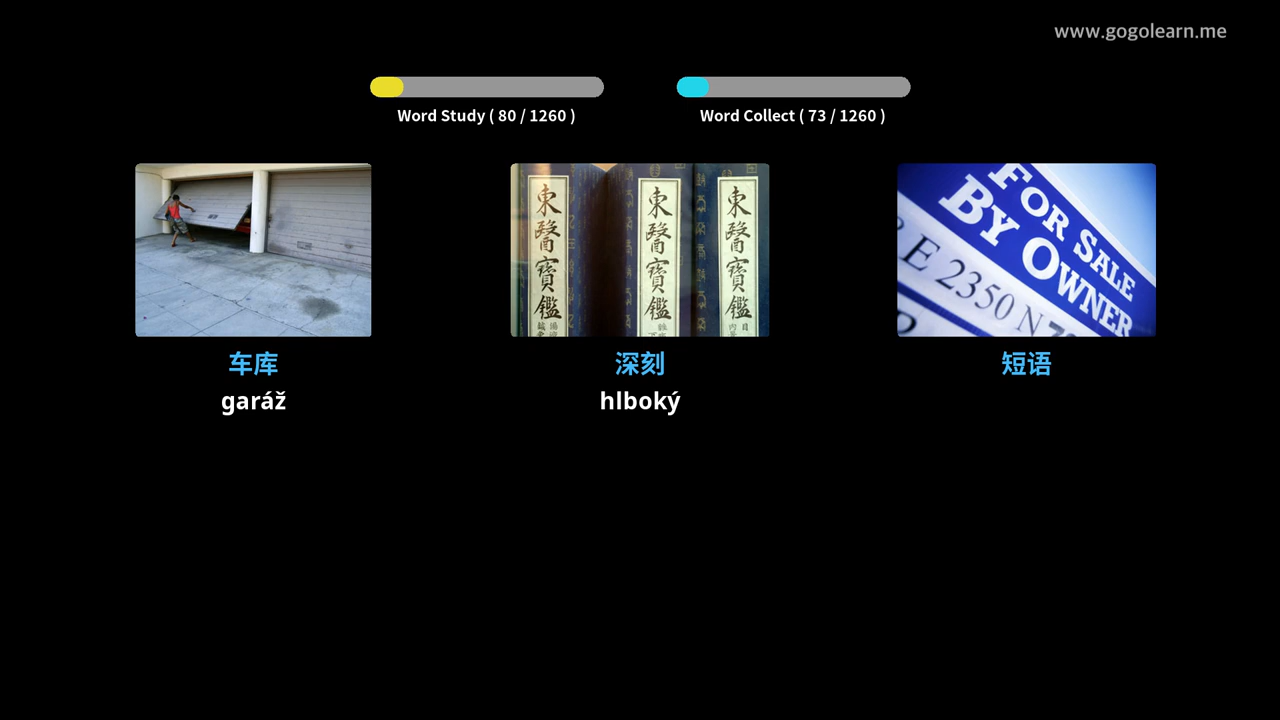 www.gogolearn.me
Word Study ( 80 / 1260 )
Word Collect ( 73 / 1260 )
東醫寶鑑
東醫寶鑑
東醫寶鑑
FOR SALE
BY OWNER
E 2350 N
车库
深刻
短语
garáž
hlboký